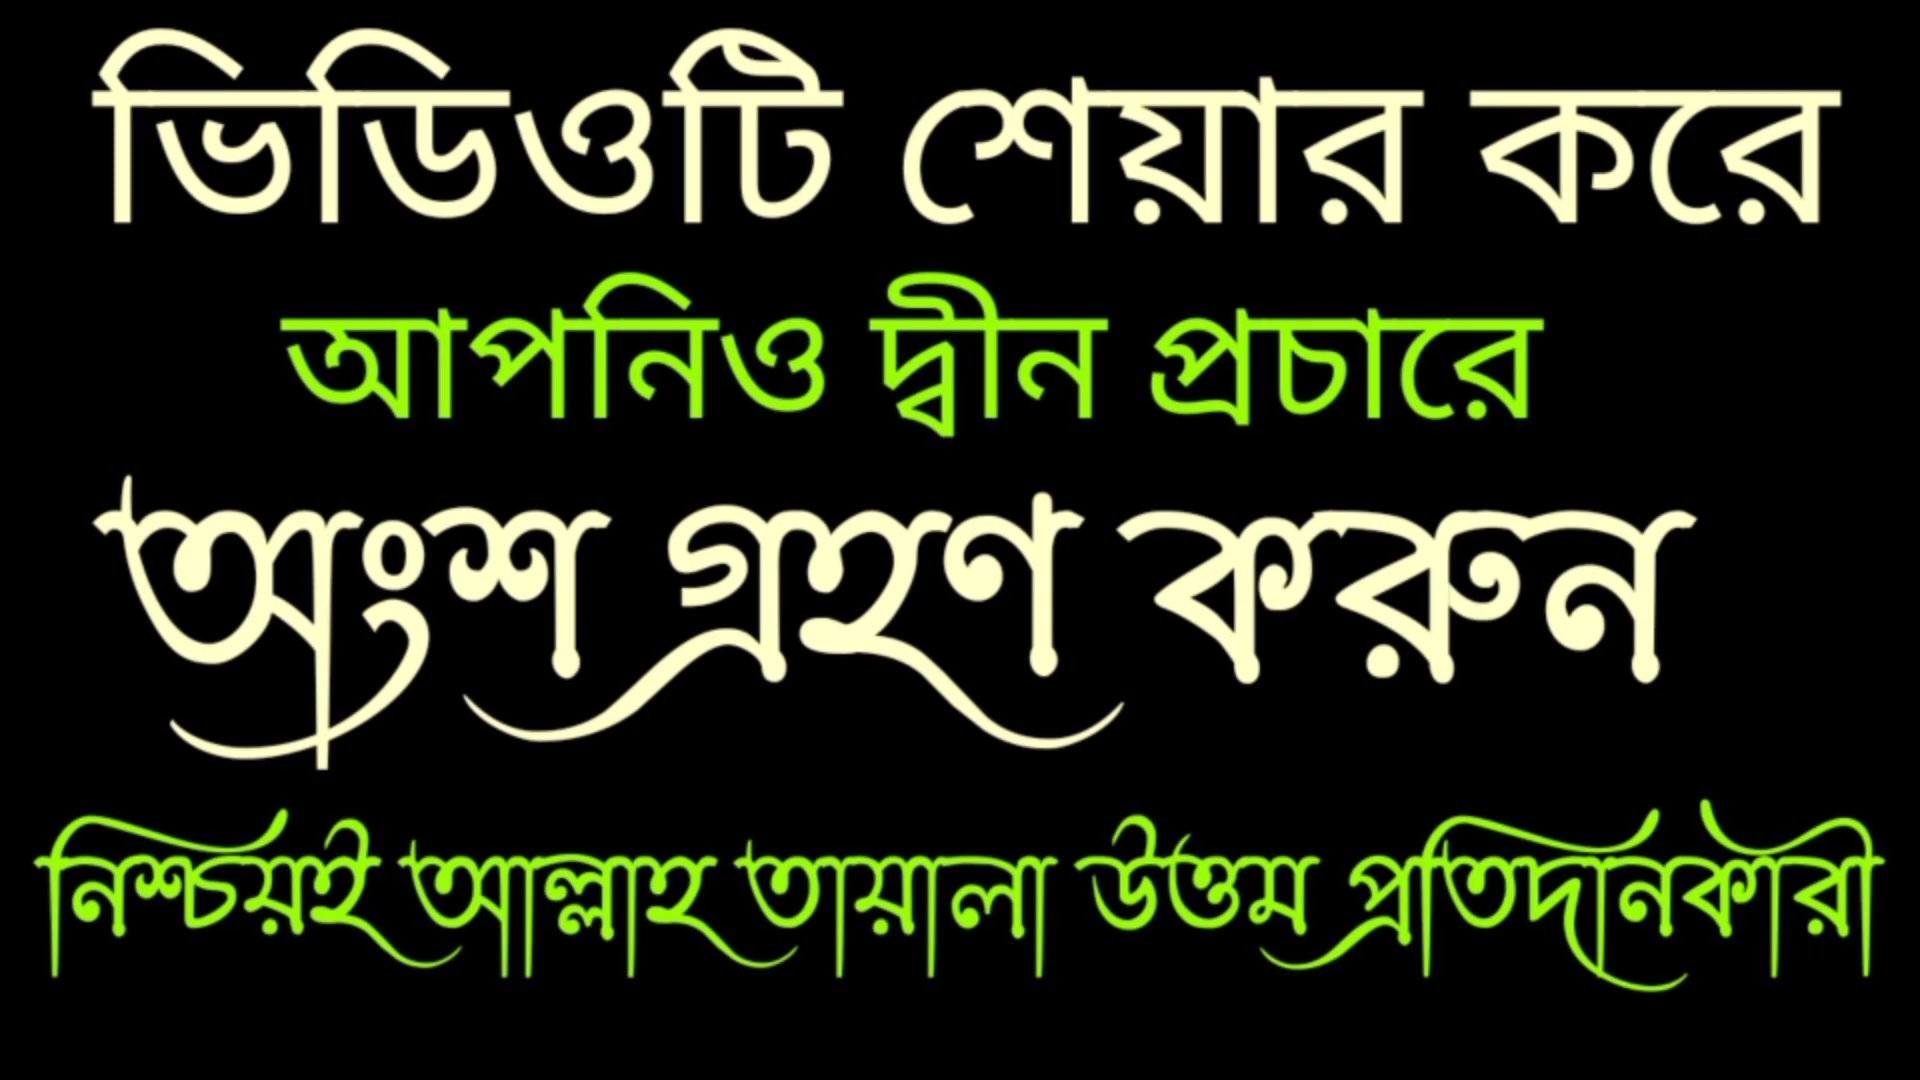 ভিডিওটি শেয়ার করে
আপনিও দ্বীন প্রচারে
অংশ গ্রহণ করুন
নিশ্চয়ই আল্লাহ তায়ালা উত্তম প্রতিদানকারী